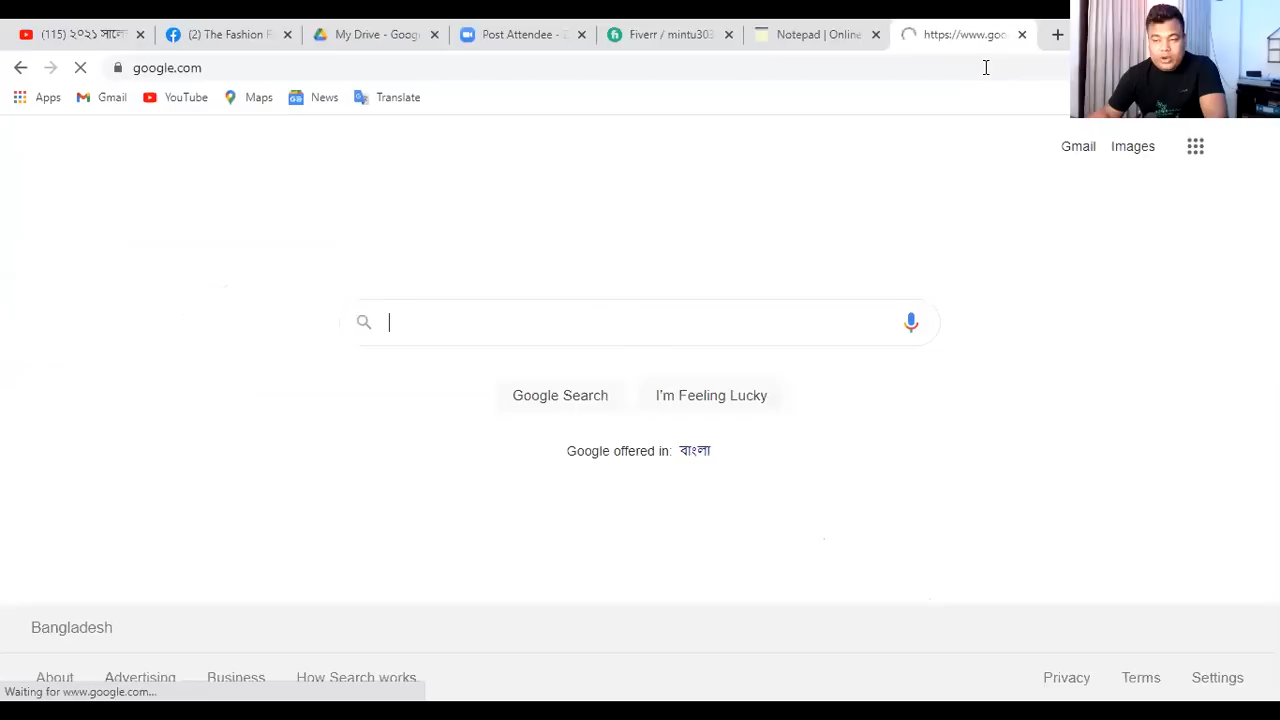 (11) ২০২১ সালে
(2) The Fashion R
My Drive - Goog
Post Attendee - Z
Fiverr / mintu303
Notepad | Online
https://www.goo
google.com
Apps Gmail YouTube Maps News Translate
Gmail Images
Google Search I'm Feeling Lucky
Google offered in: বাংলা
Bangladesh
About Advertising Business How Search works Privacy Terms Settings
Waiting for www.google.com...